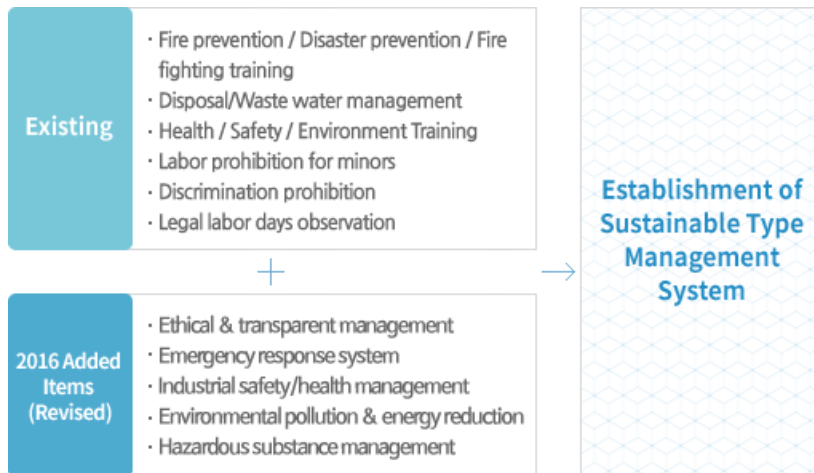 Existing
· Fire prevention / Disaster prevention / Fire
fighting training
· Disposal/Waste water management
· Health / Safety / Environment Training
· Labor prohibition for minors
· Discrimination prohibition
· Legal labor days observation
+
2016 Added
Items
(Revised)
· Ethical & transparent management
· Emergency response system
· Industrial safety/health management
· Environmental pollution & energy reduction
· Hazardous substance management
Establishment of
Sustainable Type
Management
System